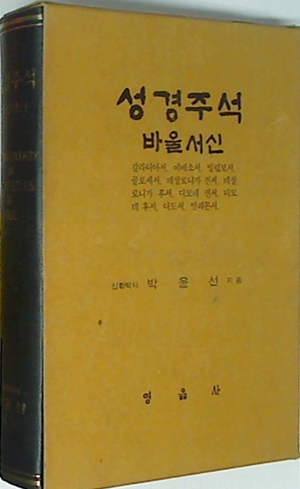 성경주석
바울서신
갈라디아서, 에베소서, 빌립보서,
골로새서, 데살로니가 전서, 데살
로니가 후서, 디모데 전서, 디모
데 후서, 디도서, 빌레몬서.
신학박사 박윤선 지음
영음사